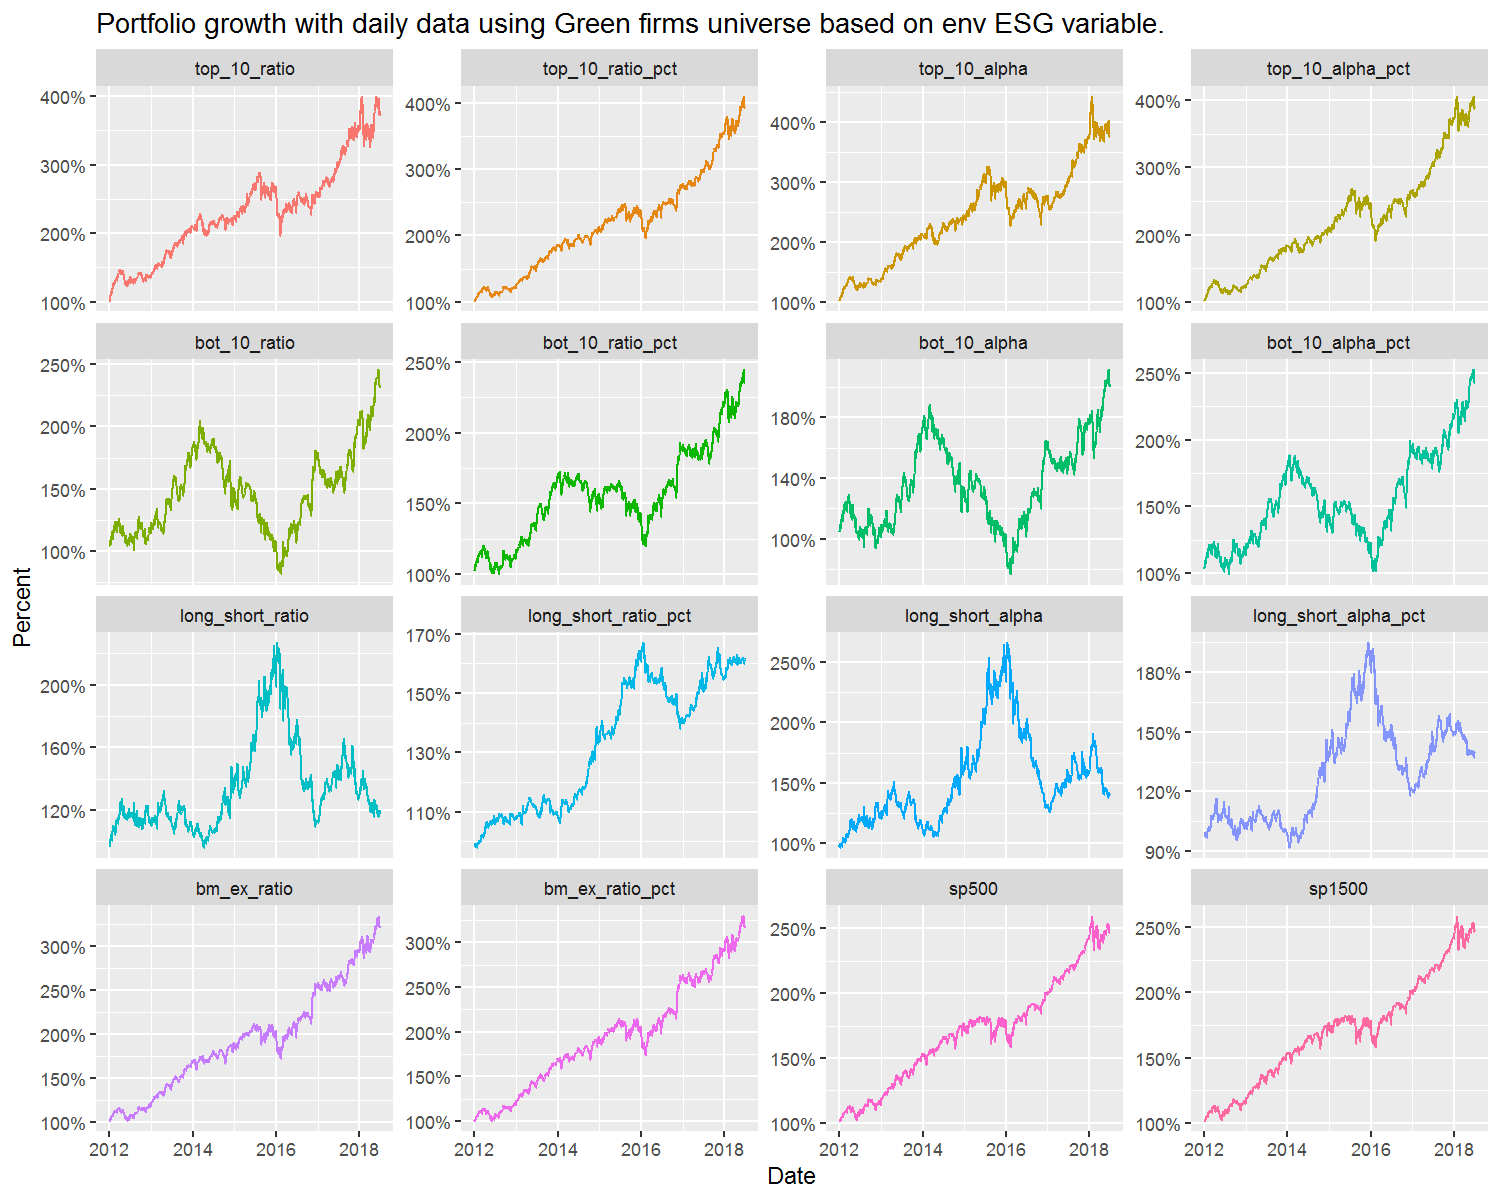 Portfolio growth with daily data using Green firms universe based on env ESG variable.
top_10_ratio
top_10_ratio_pct
top_10_alpha
top_10_alpha_pct
400%
300%
200%
100%
400%
300%
200%
100%
400%
300%
200%
100%
400%
300%
200%
100%
bot_10_ratio
bot_10_ratio_pct
bot_10_alpha
bot_10_alpha_pct
250%
200%
150%
100%
250%
200%
150%
100%
180%
140%
100%
250%
200%
150%
100%
Percent
long_short_ratio
long_short_ratio_pct
long_short_alpha
long_short_alpha_pct
200%
160%
120%
170%
150%
130%
110%
250%
200%
150%
100%
180%
150%
120%
90%
bm_ex_ratio
bm_ex_ratio_pct
sp500
sp1500
300%
250%
200%
150%
100%
300%
250%
200%
150%
100%
250%
200%
150%
100%
250%
200%
150%
100%
2012 2014 2016 2018
2012 2014 2016 2018
2012 2014 2016 2018
2012 2014 2016 2018
Date